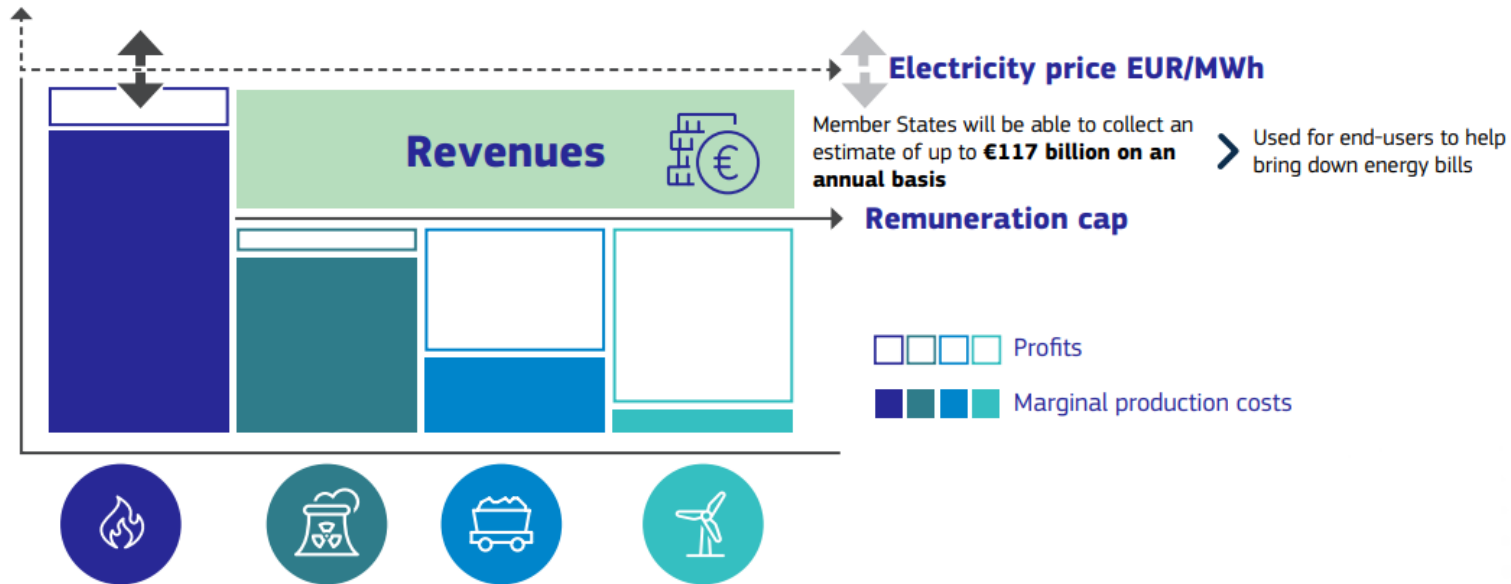 Electricity price EUR/MWh
Revenues
€
Member States will be able to collect an
estimate of up to €117 billion on an
annual basis
Used for end-users to help
bring down energy bills
Remuneration cap
Profits
Marginal production costs